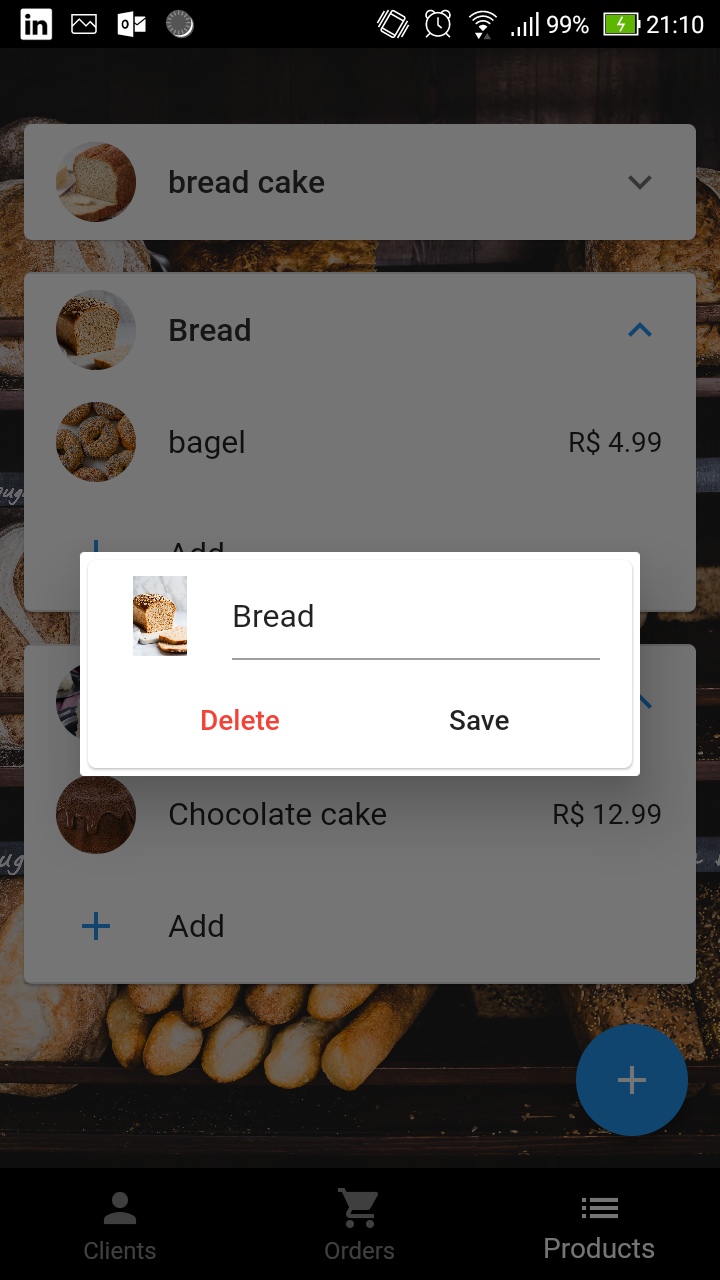 99% 21:10
bread cake
Bread
bagel R$ 4.99
Add
Bread
Delete Save
Chocolate cake R$ 12.99
Add
Clients Orders Products